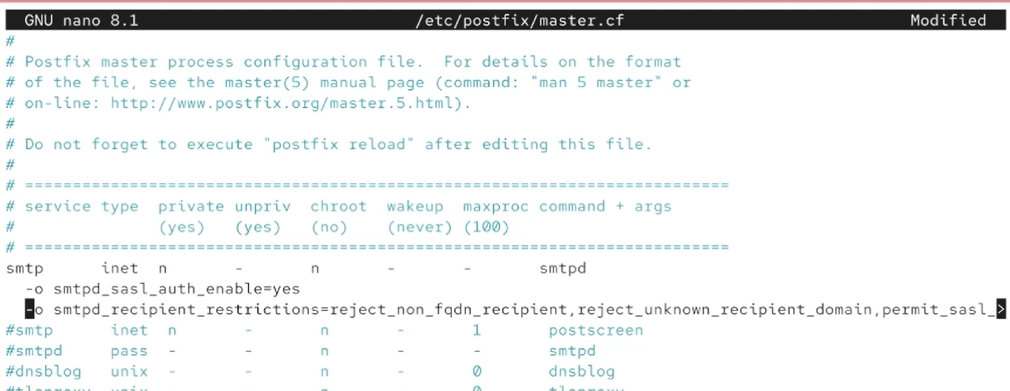 GNU nano 8.1 /etc/postfix/master.cf Modified
#
# Postfix master process configuration file.  For details on the format
# of the file, see the master(5) manual page (command: "man 5 master" or
# on-line: http://www.postfix.org/master.5.html).
#
# Do not forget to execute "postfix reload" after editing this file.
#
# ==========================================================================
# service type  private unpriv  chroot  wakeup  maxproc command + args
#               (yes)   (yes)   (no)    (never) (100)
# ==========================================================================
smtp      inet  n       -       n       -       -       smtpd
  -o smtpd_sasl_auth_enable=yes
  -o smtpd_recipient_restrictions=reject_non_fqdn_recipient,reject_unknown_recipient_domain,permit_sasl_>
#smtp      inet  n       -       n       -       1       postscreen
#smtpd     pass  -       -       n       -       -       smtpd
#dnsblog   unix  -       -       n       -       0       dnsblog
#tlsproxy  unix  -       -       n       -       0       tlsproxy